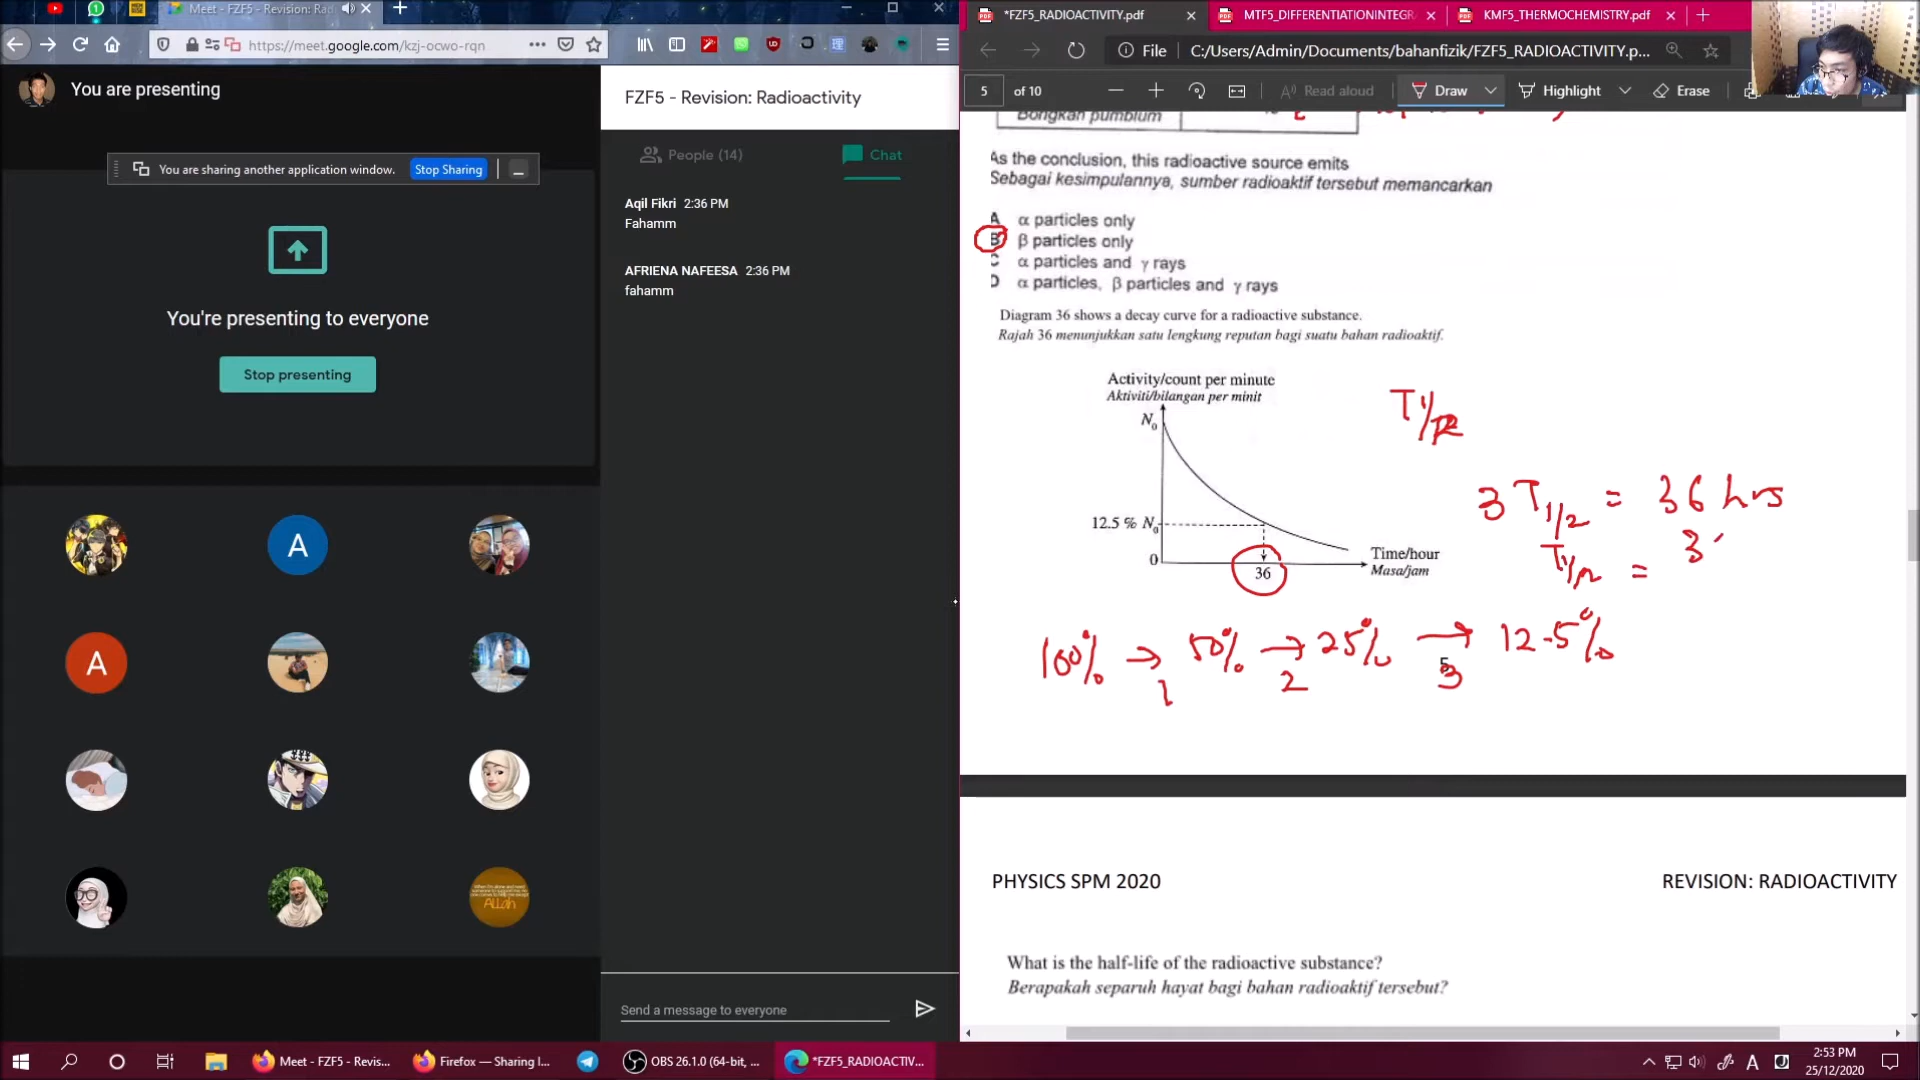 Meet - FZF5 - Revision: Rad
https://meet.google.com/kzj-ocwo-rqn
You are presenting
You are sharing another application window.
Stop Sharing
You're presenting to everyone
Stop presenting
A
A
FZF5 - Revision: Radioactivity
People (14)
Chat
Aqil Fikri 2:36 PM
Fahamm
AFRIENA NAFEESA 2:36 PM
fahamm
Send a message to everyone
*FZF5_RADIOACTIVITY.pdf
MTF5_DIFFERENTIATIONINTEGR
KMF5_THERMOCHEMISTRY.pdf
File
C:/Users/Admin/Documents/bahanfizik/FZF5_RADIOACTIVITY.p...
5 of 10
Read aloud
Draw
Highlight
Erase
Bongkah plumbum
As the conclusion, this radioactive source emits
Sebagai kesimpulannya, sumber radioaktif tersebut memancarkan
A α particles only
B β particles only
C α particles and γ rays
D α particles, β particles and γ rays
Diagram 36 shows a decay curve for a radioactive substance.
Rajah 36 menunjukkan satu lengkung reputan bagi suatu bahan radioaktif.
Activity/count per minute
Aktiviti/bilangan per minit
N₀
12.5 % N₀
0
36
Time/hour
Masa/jam
T 1/2
3 T 1/2 = 36 hrs
T 1/2 = 3
100% → 50% → 25% → 12.5%
1 2 3
PHYSICS SPM 2020
REVISION: RADIOACTIVITY
What is the half-life of the radioactive substance?
Berapakah separuh hayat bagi bahan radioaktif tersebut?
Meet - FZF5 - Revis...
Firefox — Sharing I...
OBS 26.1.0 (64-bit, ...
*FZF5_RADIOACTIV...
A
2:53 PM
25/12/2020